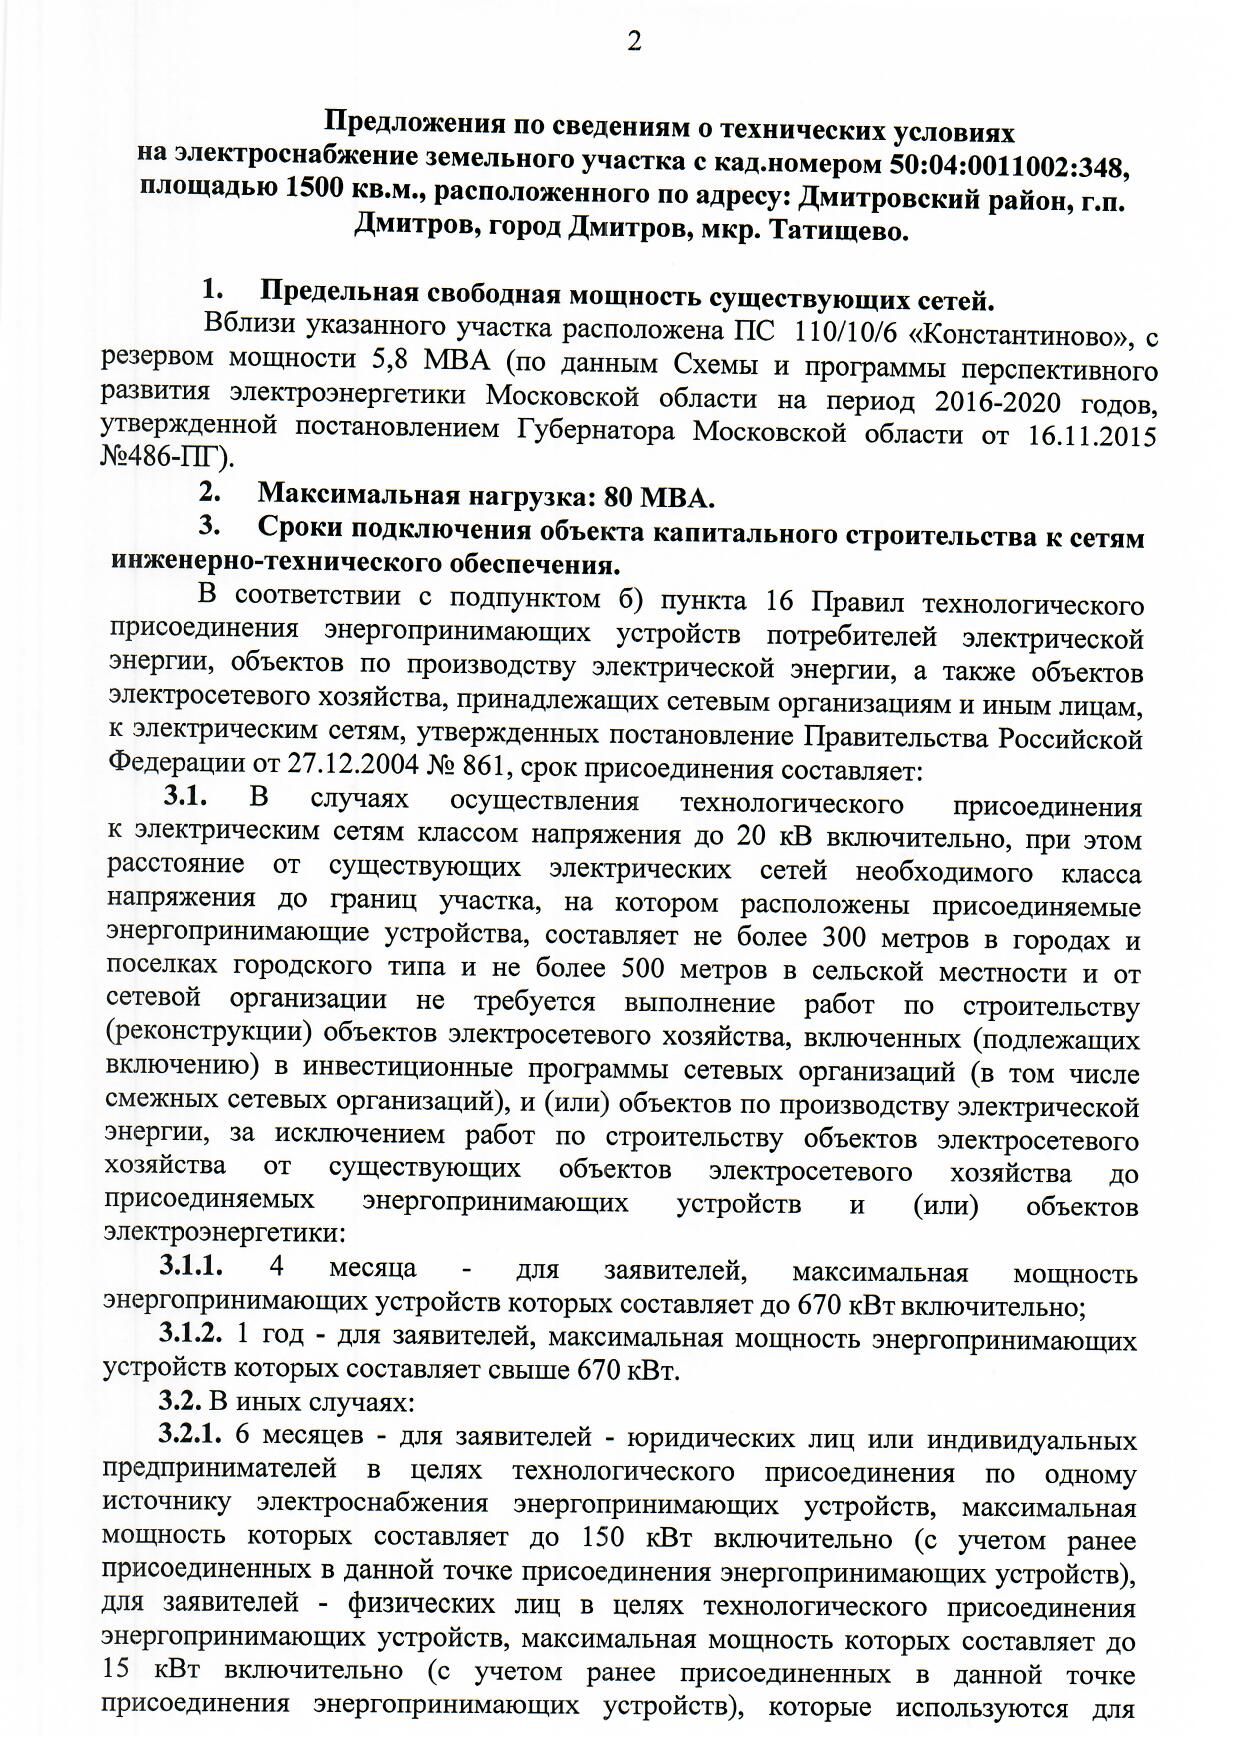 2
Предложения по сведениям о технических условиях
на электроснабжение земельного участка с кад.номером 50:04:0011002:348,
площадью 1500 кв.м., расположенного по адресу: Дмитровский район, г.п.
Дмитров, город Дмитров, мкр. Татищево.
1. Предельная свободная мощность существующих сетей.
Вблизи указанного участка расположена ПС 110/10/6 «Константиново», с
резервом мощности 5,8 МВА (по данным Схемы и программы перспективного
развития электроэнергетики Московской области на период 2016-2020 годов,
утвержденной постановлением Губернатора Московской области от 16.11.2015
№486-ПГ).
2. Максимальная нагрузка: 80 МВА.
3. Сроки подключения объекта капитального строительства к сетям
инженерно-технического обеспечения.
В соответствии с подпунктом б) пункта 16 Правил технологического
присоединения энергопринимающих устройств потребителей электрической
энергии, объектов по производству электрической энергии, а также объектов
электросетевого хозяйства, принадлежащих сетевым организациям и иным лицам,
к электрическим сетям, утвержденных постановление Правительства Российской
Федерации от 27.12.2004 № 861, срок присоединения составляет:
3.1. В случаях осуществления технологического присоединения
к электрическим сетям классом напряжения до 20 кВ включительно, при этом
расстояние от существующих электрических сетей необходимого класса
напряжения до границ участка, на котором расположены присоединяемые
энергопринимающие устройства, составляет не более 300 метров в городах и
поселках городского типа и не более 500 метров в сельской местности и от
сетевой организации не требуется выполнение работ по строительству
(реконструкции) объектов электросетевого хозяйства, включенных (подлежащих
включению) в инвестиционные программы сетевых организаций (в том числе
смежных сетевых организаций), и (или) объектов по производству электрической
энергии, за исключением работ по строительству объектов электросетевого
хозяйства от существующих объектов электросетевого хозяйства до
присоединяемых энергопринимающих устройств и (или) объектов
электроэнергетики:
3.1.1. 4 месяца - для заявителей, максимальная мощность
энергопринимающих устройств которых составляет до 670 кВт включительно;
3.1.2. 1 год - для заявителей, максимальная мощность энергопринимающих
устройств которых составляет свыше 670 кВт.
3.2. В иных случаях:
3.2.1. 6 месяцев - для заявителей - юридических лиц или индивидуальных
предпринимателей в целях технологического присоединения по одному
источнику электроснабжения энергопринимающих устройств, максимальная
мощность которых составляет до 150 кВт включительно (с учетом ранее
присоединенных в данной точке присоединения энергопринимающих устройств),
для заявителей - физических лиц в целях технологического присоединения
энергопринимающих устройств, максимальная мощность которых составляет до
15 кВт включительно (с учетом ранее присоединенных в данной точке
присоединения энергопринимающих устройств), которые используются для